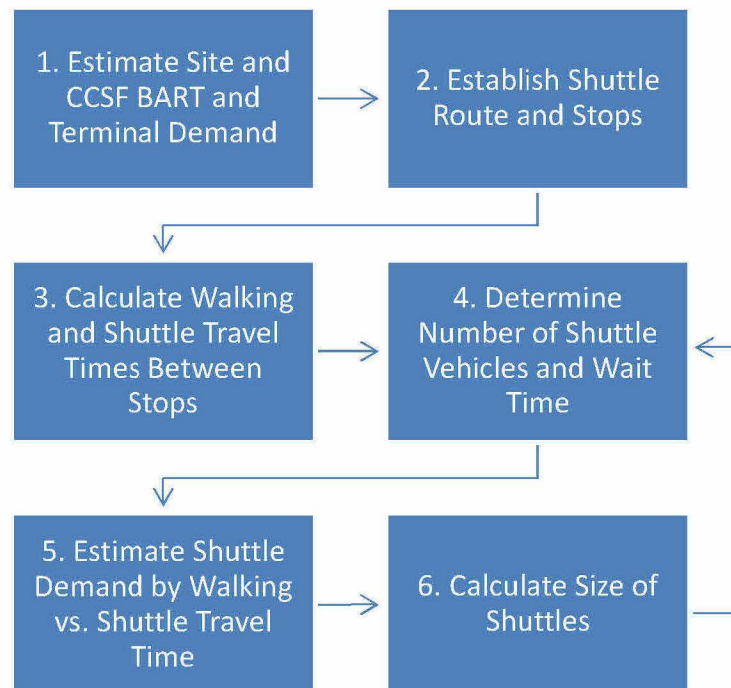 1. Estimate Site and
CCSF BART and
Terminal Demand
2. Establish Shuttle
Route and Stops
3. Calculate Walking
and Shuttle Travel
Times Between
Stops
4. Determine
Number of Shuttle
Vehicles and Wait
Time
5. Estimate Shuttle
Demand by Walking
vs. Shuttle Travel
Time
6. Calculate Size of
Shuttles